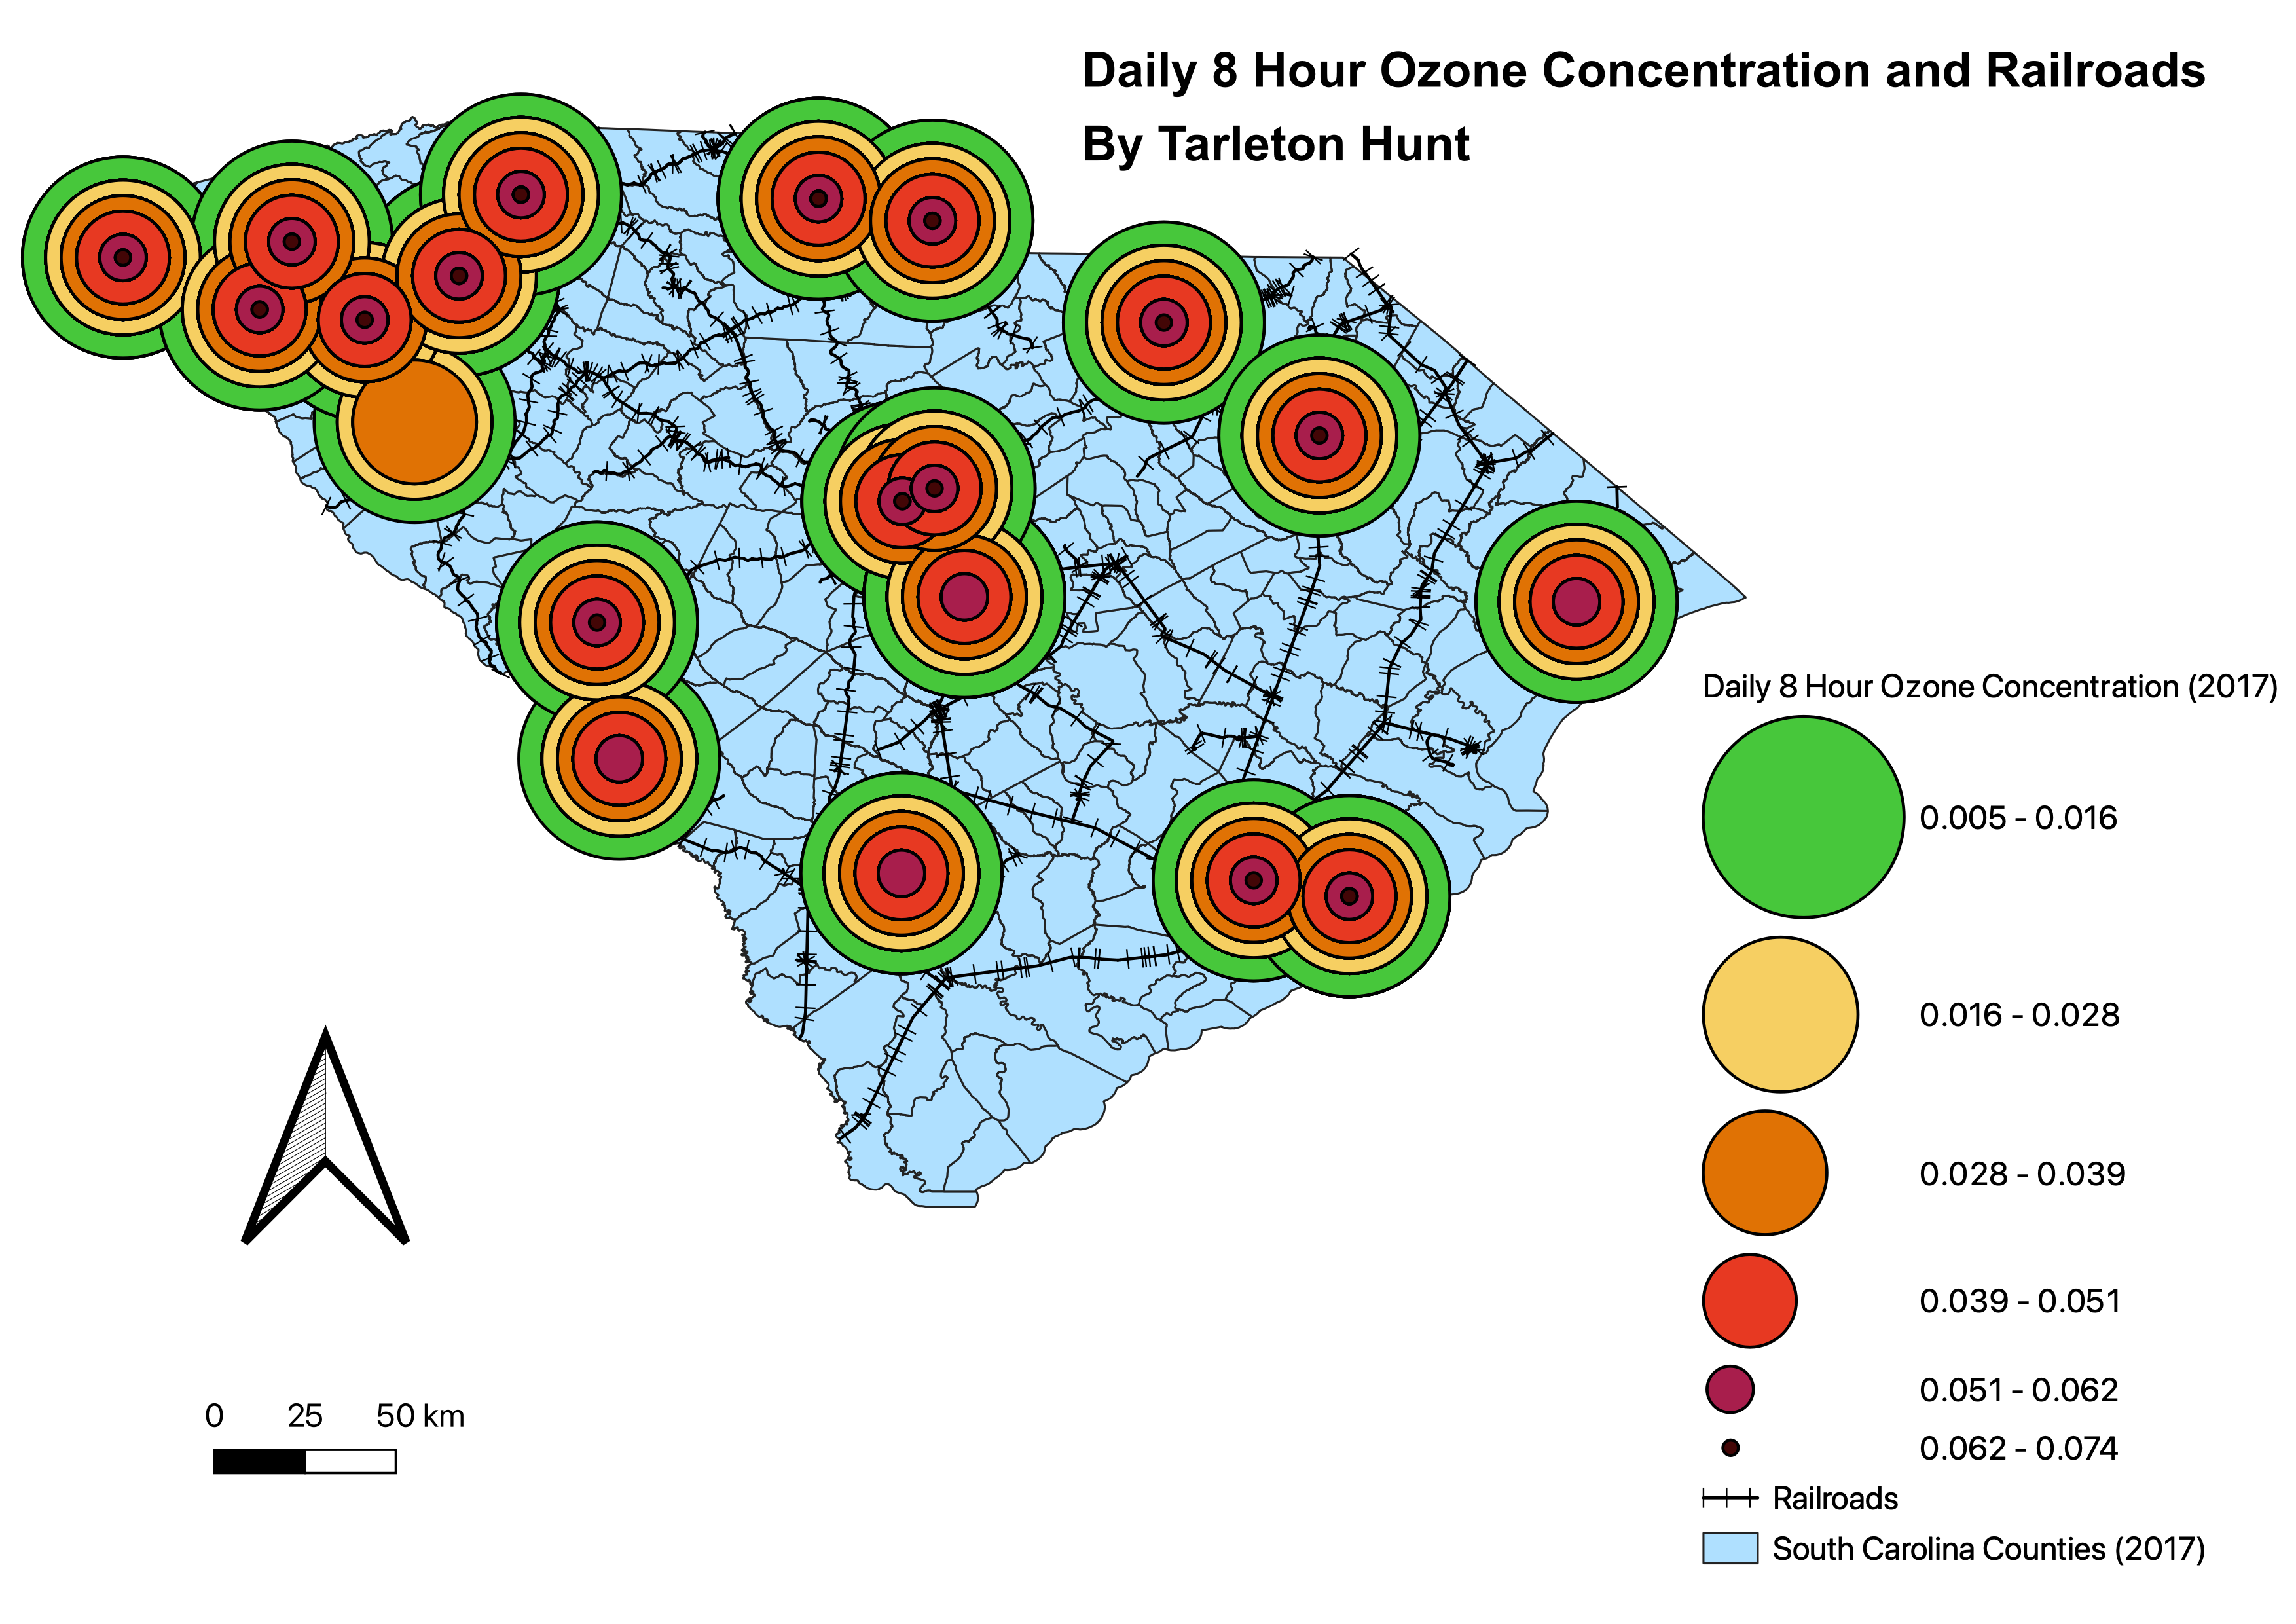 Daily 8 Hour Ozone Concentration and Railroads
By Tarleton Hunt
Daily 8 Hour Ozone Concentration (2017)
0.005 - 0.016
0.016 - 0.028
0.028 - 0.039
0.039 - 0.051
0.051 - 0.062
0.062 - 0.074
Railroads
South Carolina Counties (2017)
0 25 50 km